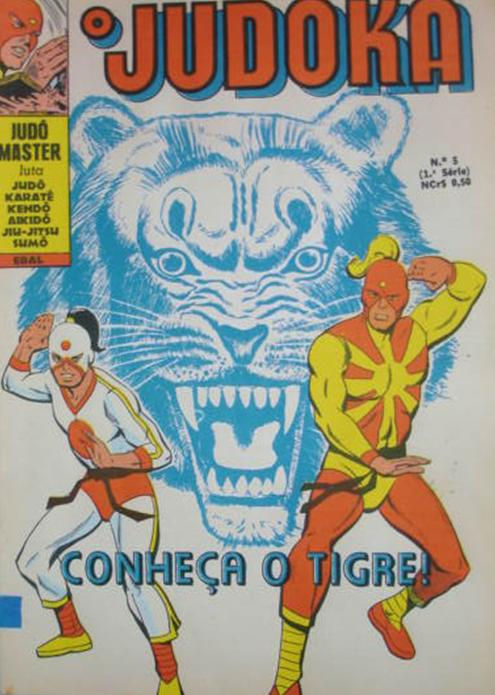 O JUDOKA
JUDÔ
MASTER
luta
JUDÔ
KARATÊ
KENDÔ
AIKIDÔ
JIU-JITSU
SUMÔ
EBAL
N.º 5
(1.ª Série)
NCr$ 0,50
CONHEÇA O TIGRE!